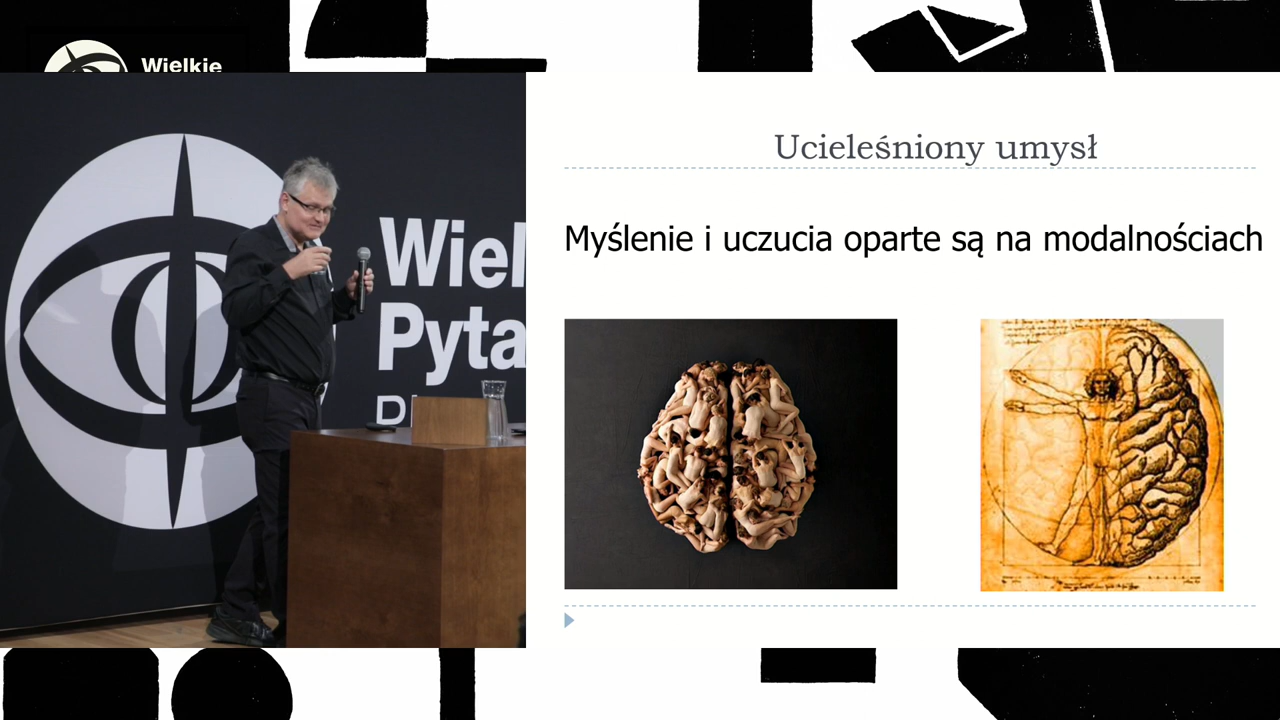 Wielkie
Wiel
Pyta
Ucieleśniony umysł
Myślenie i uczucia oparte są na modalnościach